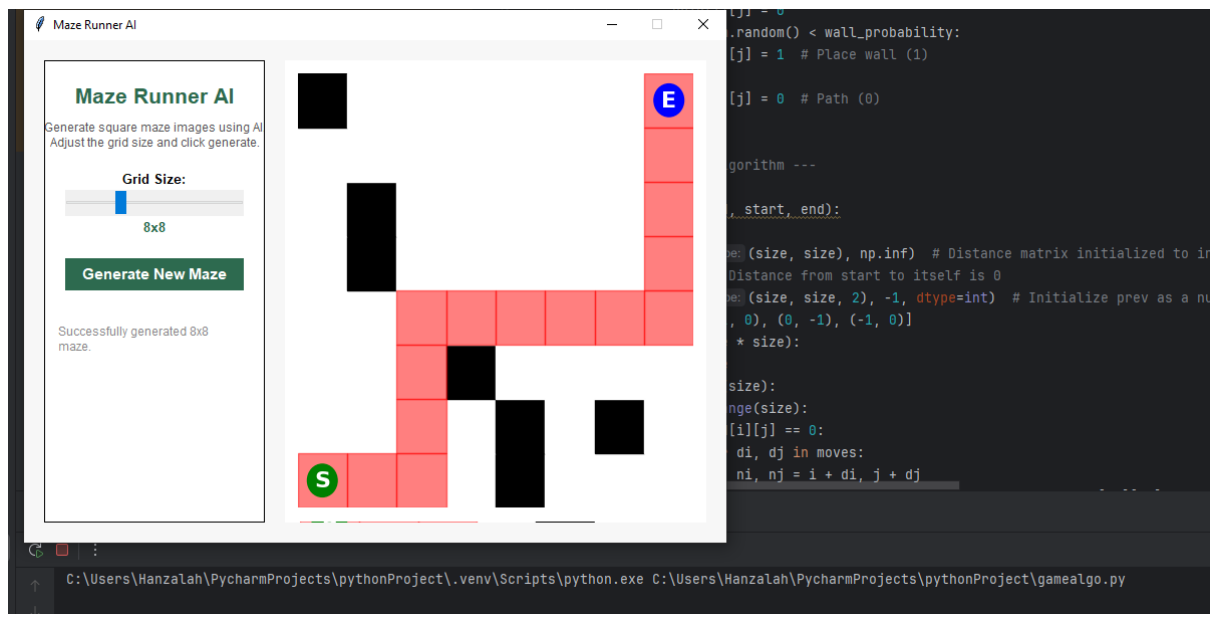 Maze Runner AI
Maze Runner AI
Generate square maze images using AI
Adjust the grid size and click generate.
Grid Size:
8x8
Generate New Maze
Successfully generated 8x8
maze.
E
S
.random() < wall_probability:
[j] = 1 # Place wall (1)
[j] = 0 # Path (0)
gorithm ---
, start, end):
(size, size), np.inf) # Distance matrix initialized to in
Distance from start to itself is 0
(size, size, 2), -1, dtype=int) # Initialize prev as a nu
, 0), (0, -1), (-1, 0)]
* size):
size):
nge(size):
[i][j] == 0:
di, dj in moves:
ni, nj = i + di, j + dj
C:\Users\Hanzalah\PycharmProjects\pythonProject\.venv\Scripts\python.exe C:\Users\Hanzalah\PycharmProjects\pythonProject\gamealgo.py